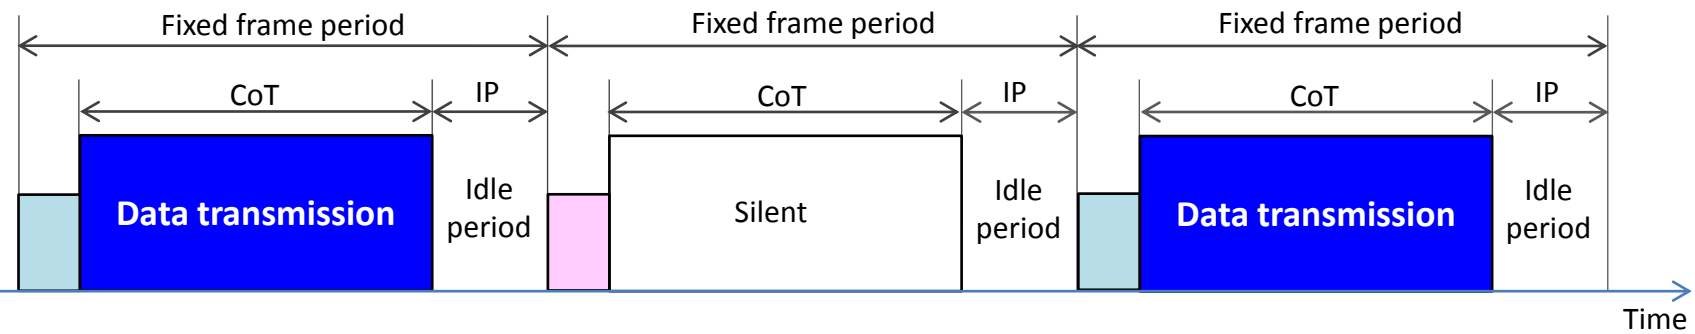 Fixed frame period
Fixed frame period
Fixed frame period
CoT
IP
CoT
IP
CoT
IP
Data transmission
Idle
period
Silent
Idle
period
Data transmission
Idle
period
Time